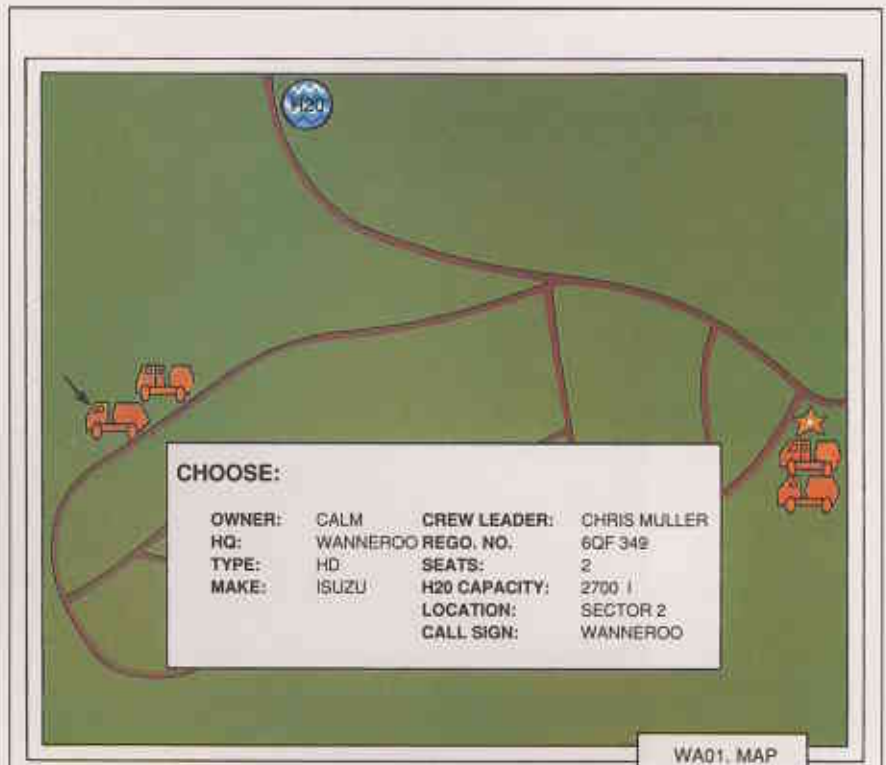 H20
CHOOSE:
OWNER: CALM CREW LEADER: CHRIS MULLER
HQ: WANNEROO REGO. NO. 6QF 349
TYPE: HD SEATS: 2
MAKE: ISUZU H20 CAPACITY: 2700 l
LOCATION: SECTOR 2
CALL SIGN: WANNEROO
WA01. MAP